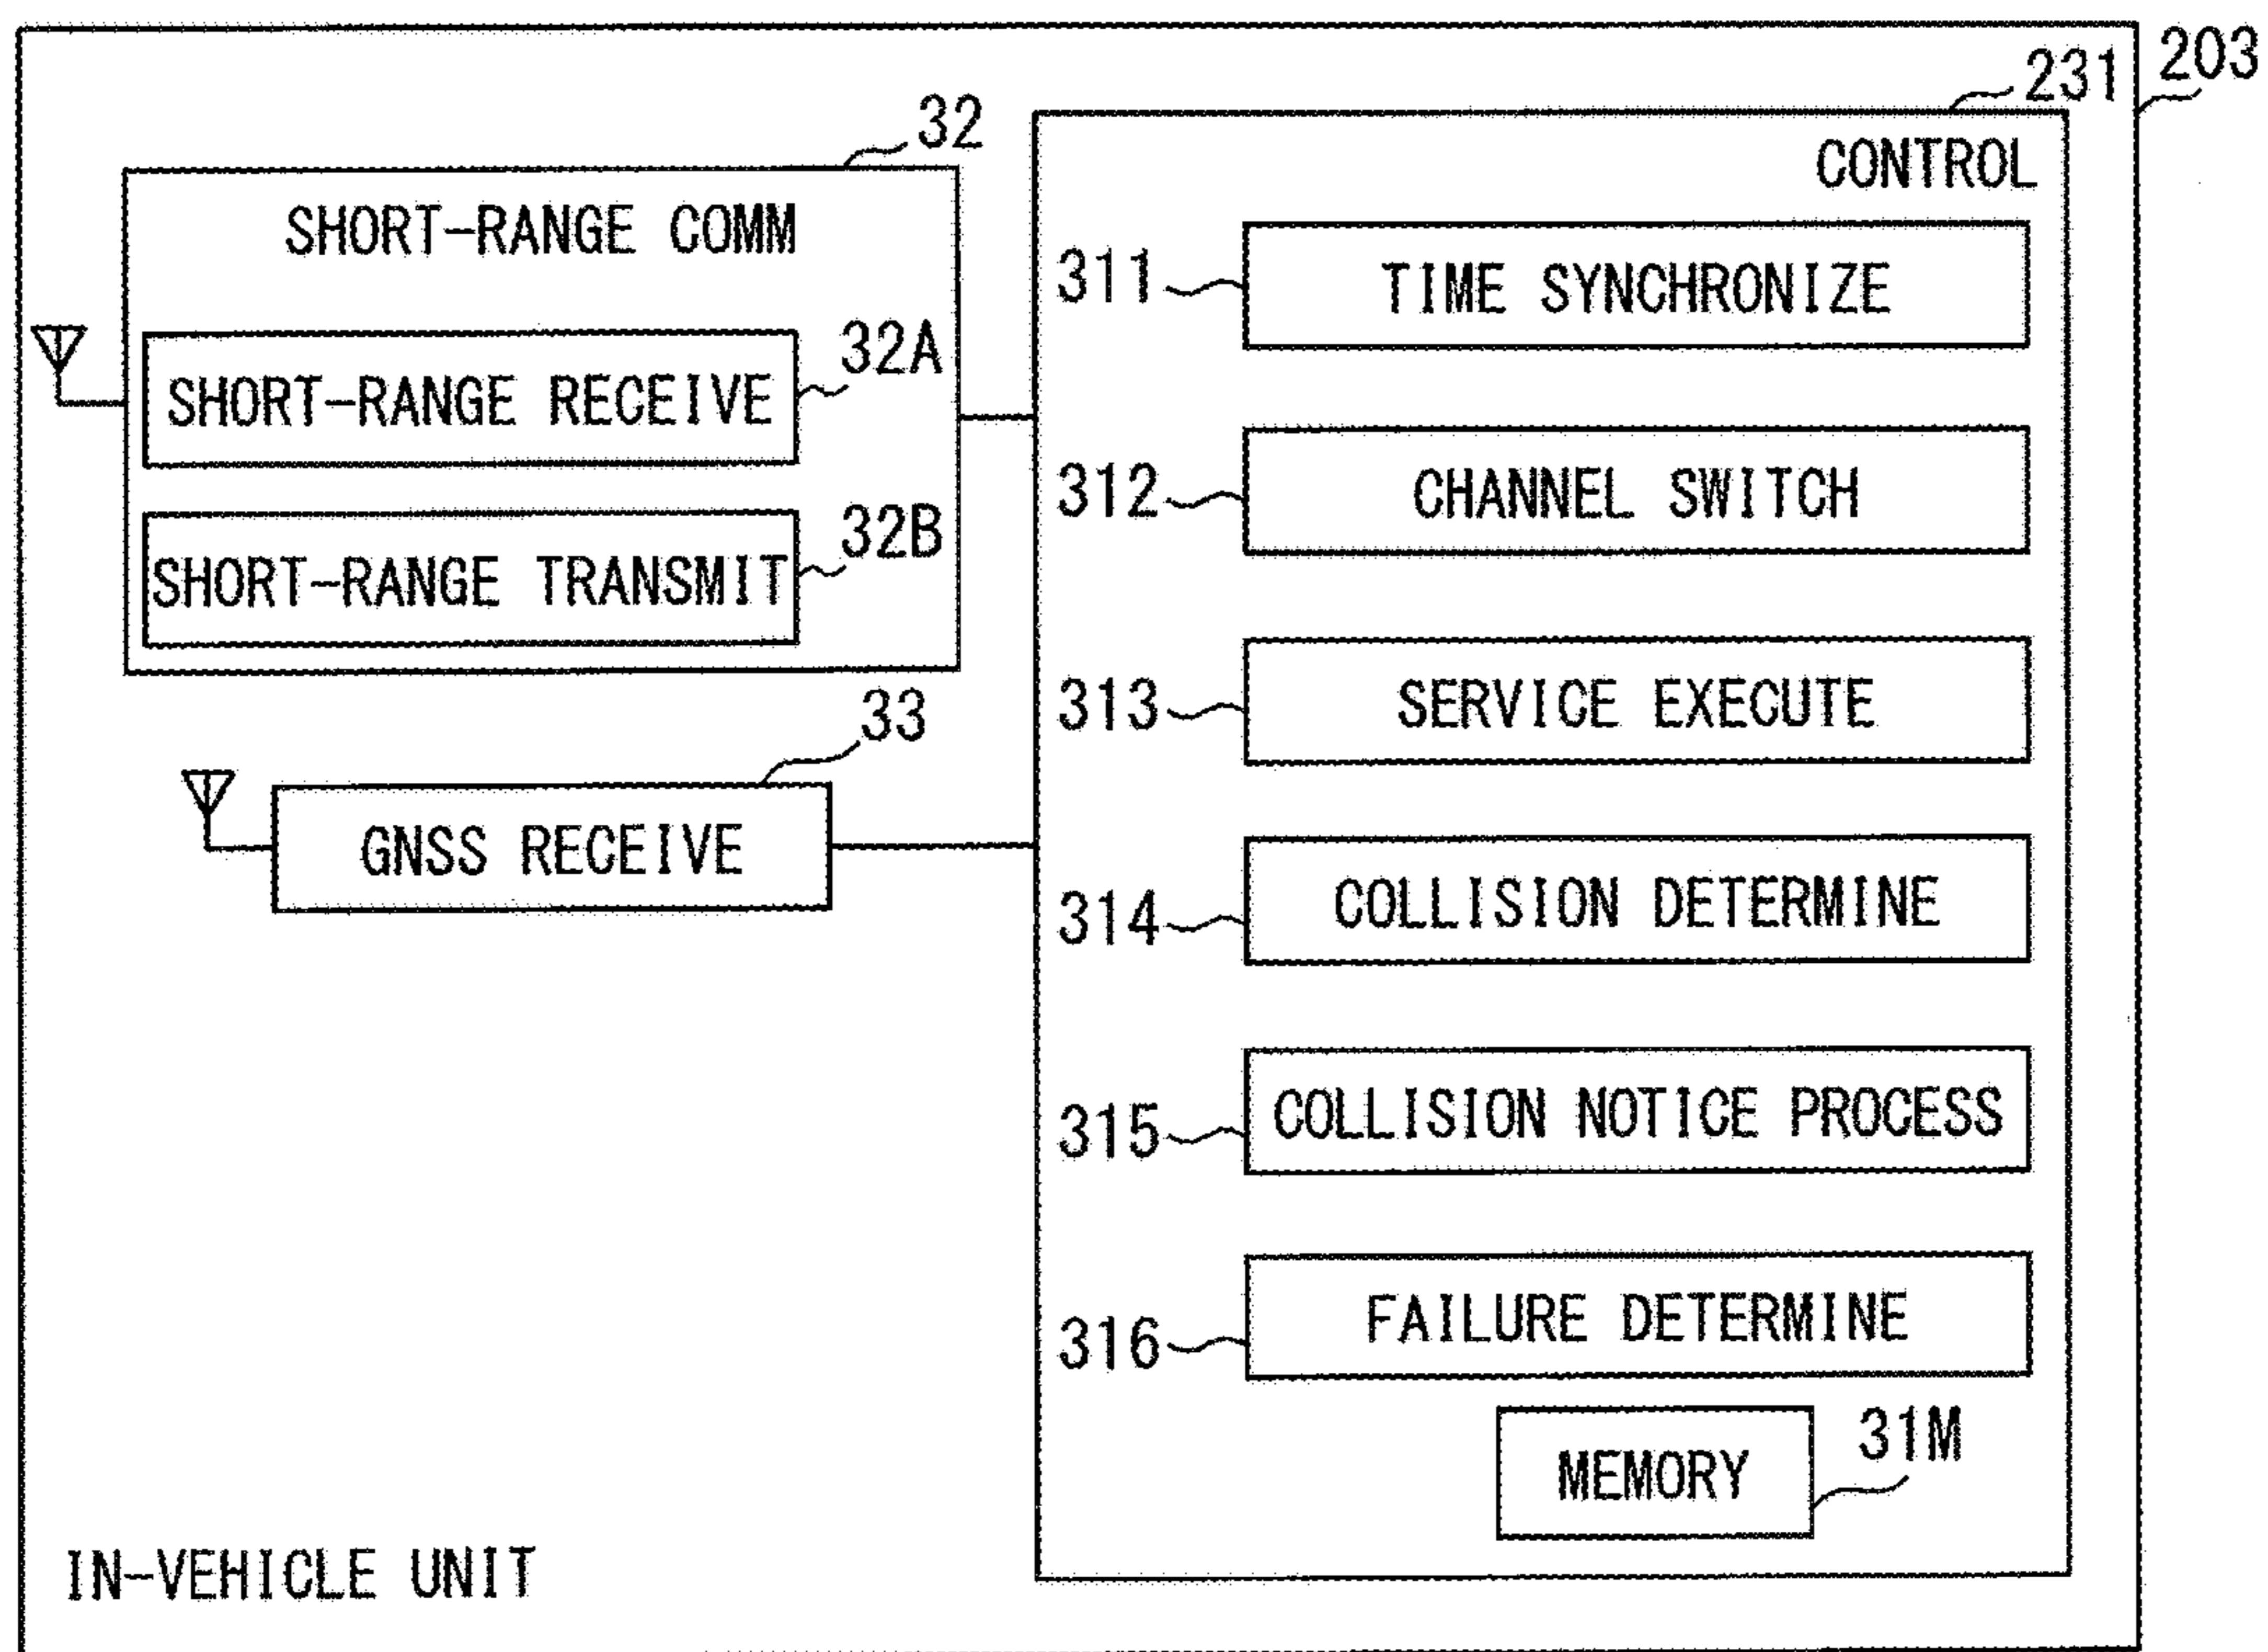 203
231
32
CONTROL
SHORT-RANGE COMM
311
TIME SYNCHRONIZE
32A
SHORT-RANGE RECEIVE
312
CHANNEL SWITCH
32B
SHORT-RANGE TRANSMIT
313
SERVICE EXECUTE
33
GNSS RECEIVE
314
COLLISION DETERMINE
315
COLLISION NOTICE PROCESS
316
FAILURE DETERMINE
31M
MEMORY
IN-VEHICLE UNIT